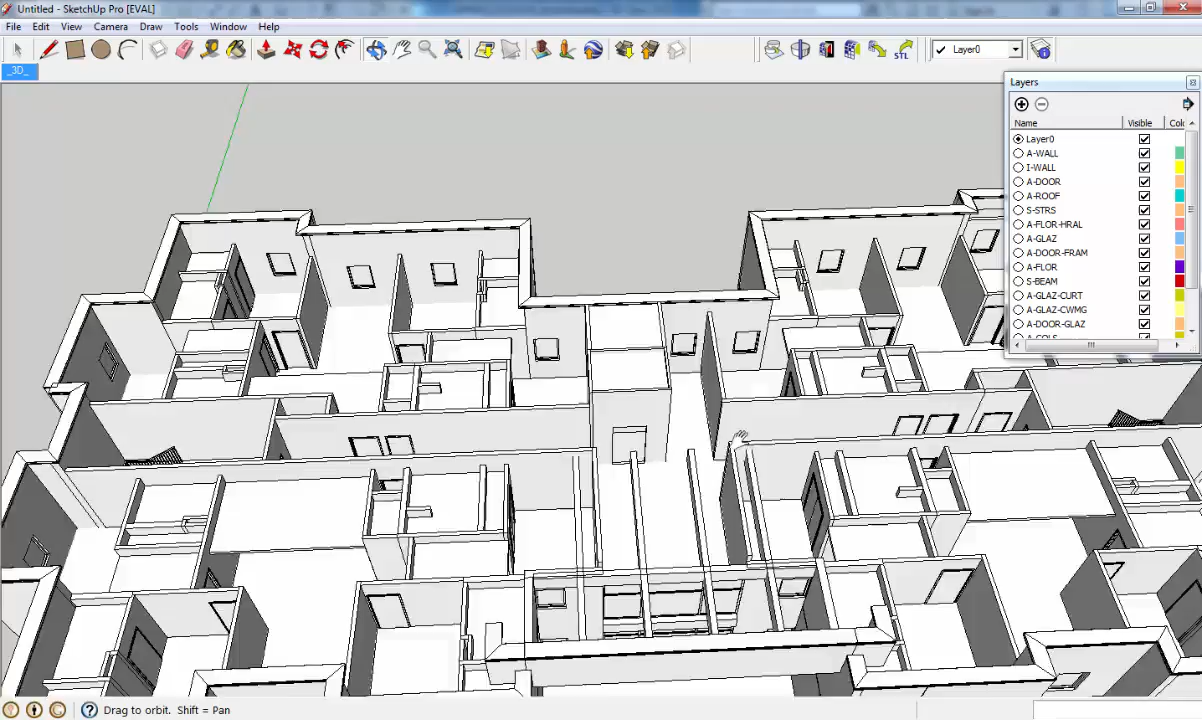 Untitled - SketchUp Pro [EVAL]
File Edit View Camera Draw Tools Window Help
STL
Layer0
_3D_
Layers
Name Visible Colc
Layer0
A-WALL
I-WALL
A-DOOR
A-ROOF
S-STRS
A-FLOR-HRAL
A-GLAZ
A-DOOR-FRAM
A-FLOR
S-BEAM
A-GLAZ-CURT
A-GLAZ-CWMG
A-DOOR-GLAZ
Drag to orbit. Shift = Pan